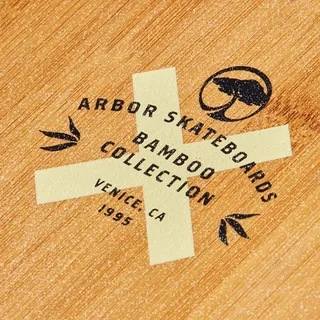 ARBOR SKATEBOARDS
BAMBOO
COLLECTION
VENICE, CA
1995